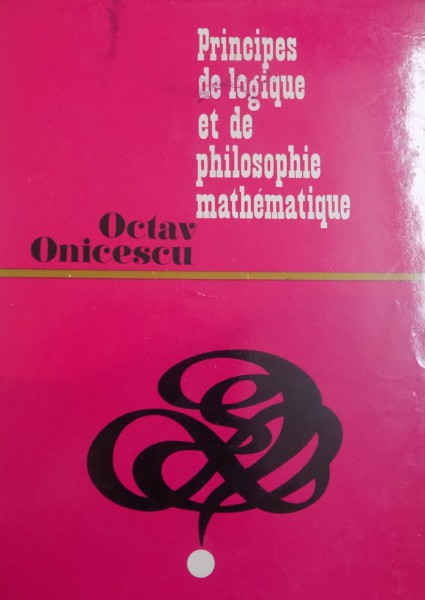 Principes
de logique
et de
philosophie
mathématique
Octav
Onicescu